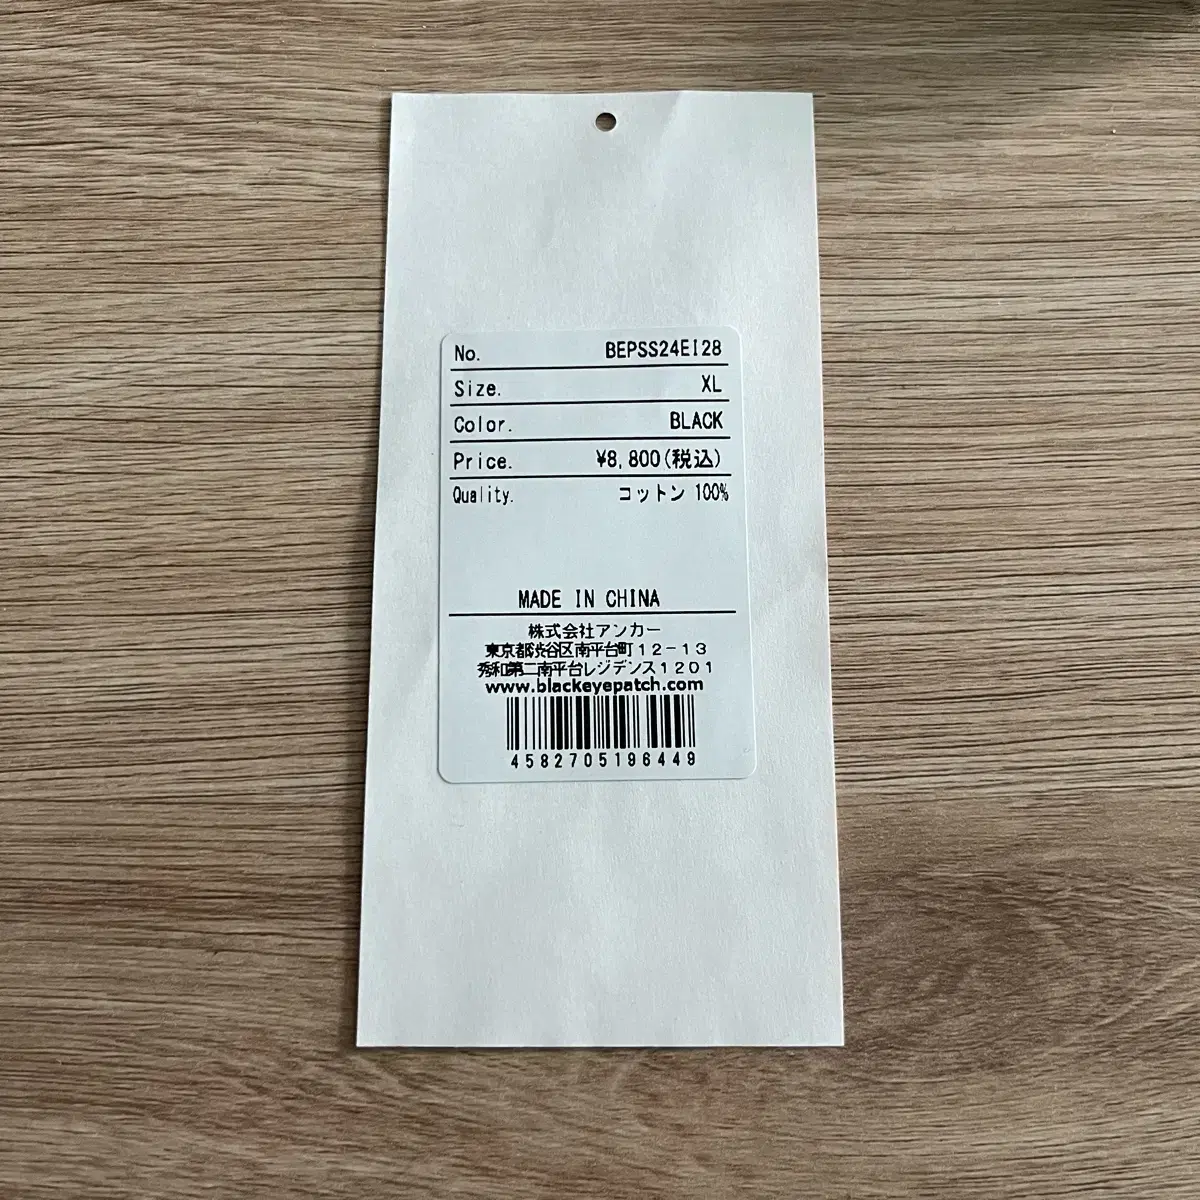 No. BEPSS24EI28
Size. XL
Color. BLACK
Price. ¥8,800(税込)
Quality. コットン 100%
MADE IN CHINA
株式会社アンカー
東京都渋谷区南平台町12-13
秀和第二南平台レジデンス1201
www.blackeyepatch.com
4582705196449